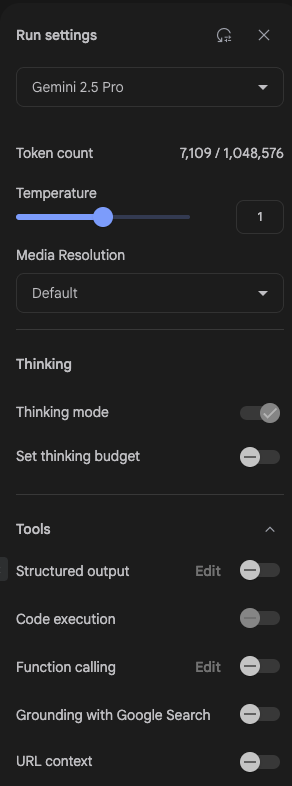 Run settings
Gemini 2.5 Pro
Token count 7,109 / 1,048,576
Temperature
1
Media Resolution
Default
Thinking
Thinking mode
Set thinking budget
Tools
Structured output Edit
Code execution
Function calling Edit
Grounding with Google Search
URL context